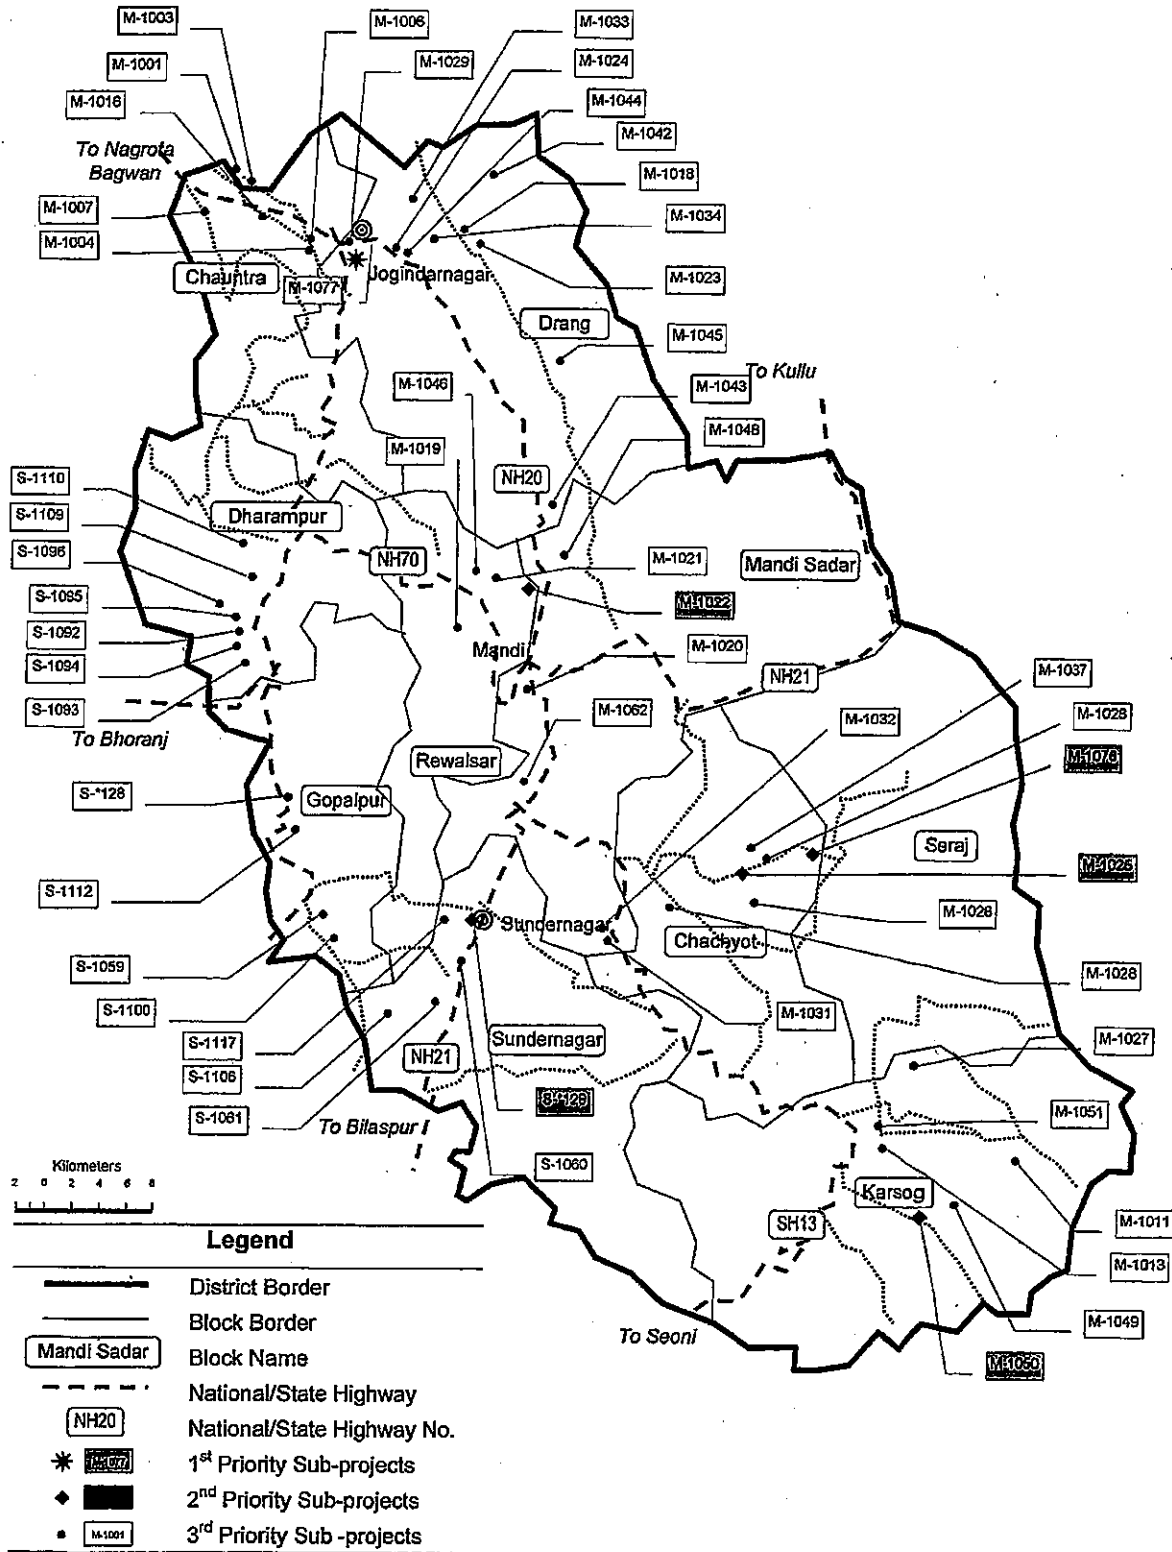 M-1003
M-1006
M-1033
M-1001
M-1029
M-1024
M-1016
M-1044
To Nagrota
Bagwan
M-1042
M-1018
M-1007
M-1034
M-1004
Chauntra
M-1077
Jogindarnagar
M-1023
Drang
M-1045
To Kullu
M-1046
M-1043
M-1048
M-1019
S-1110
NH20
S-1109
Dharampur
S-1096
NH70
M-1021
Mandi Sadar
S-1095
M-1022
S-1092
Mandi
M-1020
S-1094
NH21
M-1037
S-1093
M-1062
M-1032
M-1028
To Bhoranj
Rewalsar
M-1076
S-*128
Gopalpur
Seraj
M-1025
S-1112
M-1026
Sundernagar
Chachyot
S-1059
M-1028
S-1100
M-1031
S-1117
Sundernagar
M-1027
NH21
S-1106
S-1061
To Bilaspur
M-1051
Kilometers
S-1060
2 0 2 4 6 8
Karsog
SH13
M-1011
Legend
M-1013
District Border
Block Border
M-1049
To Seoni
Mandi Sadar
Block Name
M-1050
National/State Highway
NH20
National/State Highway No.
1st Priority Sub-projects
2nd Priority Sub-projects
M-1001
3rd Priority Sub -projects